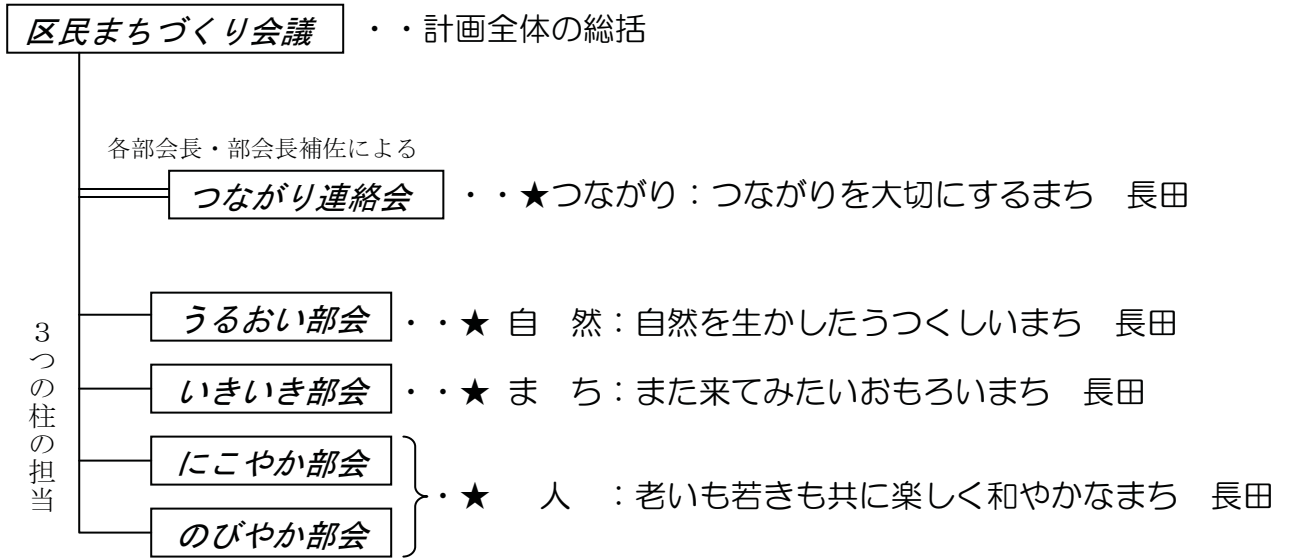 区民まちづくり会議 ・・計画全体の総括
各部会長・部会長補佐による
つながり連絡会 ・・★つながり：つながりを大切にするまち　長田
3つの柱の担当
うるおい部会 ・・★ 自　然：自然を生かしたうつくしいまち　長田
いきいき部会 ・・★ ま　ち：また来てみたいおもろいまち　長田
にこやか部会
・★　人　：老いも若きも共に楽しく和やかなまち　長田
のびやか部会